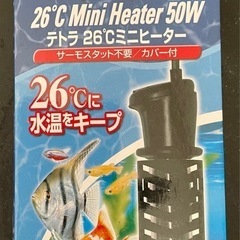 26°C Mini Heater 50W
テトラ 26℃ミニヒーター
サーモスタット不要／カバー付
26℃に
水温をキープ